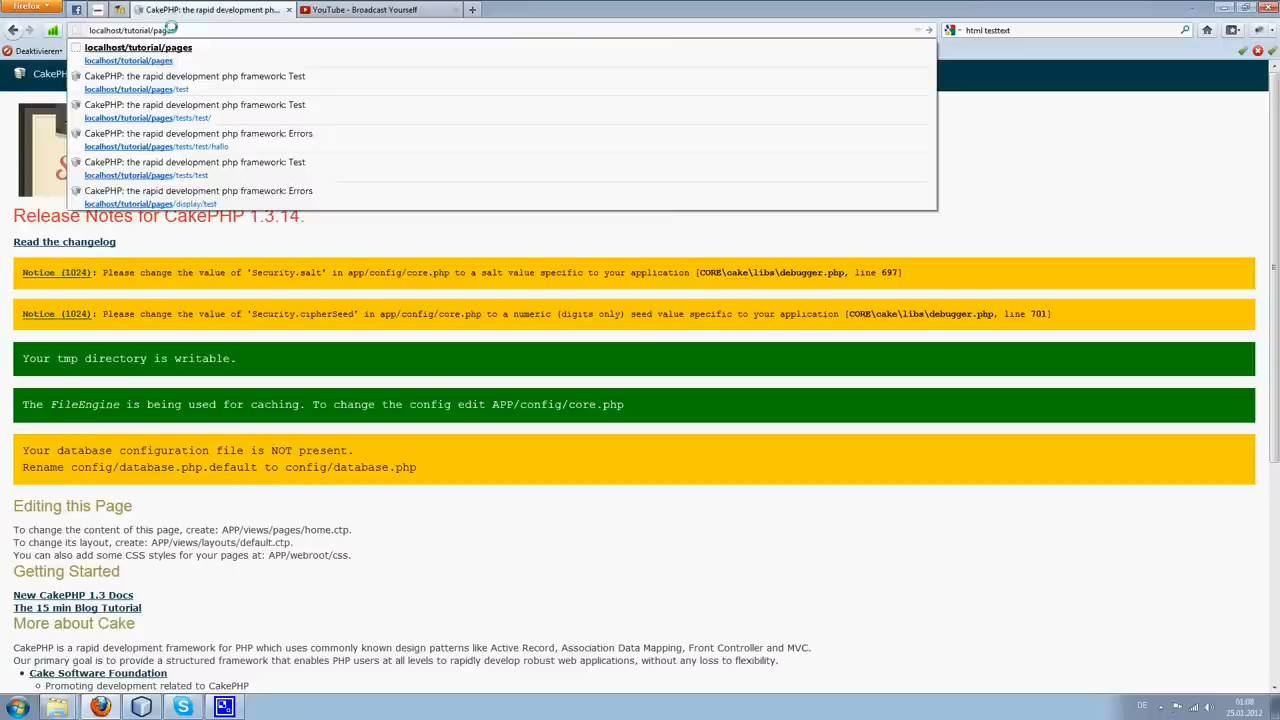 Firefox
CakePHP: the rapid development ph...
YouTube - Broadcast Yourself
localhost/tutorial/pages
html testtext
Deaktivieren
localhost/tutorial/pages
localhost/tutorial/pages
CakePHP: the rapid development php framework: Test
localhost/tutorial/pages/test
CakePHP: the rapid development php framework: Test
localhost/tutorial/pages/tests/test/
CakePHP: the rapid development php framework: Errors
localhost/tutorial/pages/tests/test/hallo
CakePHP: the rapid development php framework: Test
localhost/tutorial/pages/tests/test
CakePHP: the rapid development php framework: Errors
localhost/tutorial/pages/display/test
CakePH
Release Notes for CakePHP 1.3.14.
Read the changelog
Notice (1024): Please change the value of 'Security.salt' in app/config/core.php to a salt value specific to your application [CORE\cake\libs\debugger.php, line 697]
Notice (1024): Please change the value of 'Security.cipherSeed' in app/config/core.php to a numeric (digits only) seed value specific to your application [CORE\cake\libs\debugger.php, line 701]
Your tmp directory is writable.
The FileEngine is being used for caching. To change the config edit APP/config/core.php
Your database configuration file is NOT present.
Rename config/database.php.default to config/database.php
Editing this Page
To change the content of this page, create: APP/views/pages/home.ctp.
To change its layout, create: APP/views/layouts/default.ctp.
You can also add some CSS styles for your pages at: APP/webroot/css.
Getting Started
New CakePHP 1.3 Docs
The 15 min Blog Tutorial
More about Cake
CakePHP is a rapid development framework for PHP which uses commonly known design patterns like Active Record, Association Data Mapping, Front Controller and MVC.
Our primary goal is to provide a structured framework that enables PHP users at all levels to rapidly develop robust web applications, without any loss to flexibility.
Cake Software Foundation
Promoting development related to CakePHP
DE
01:08
25.01.2012